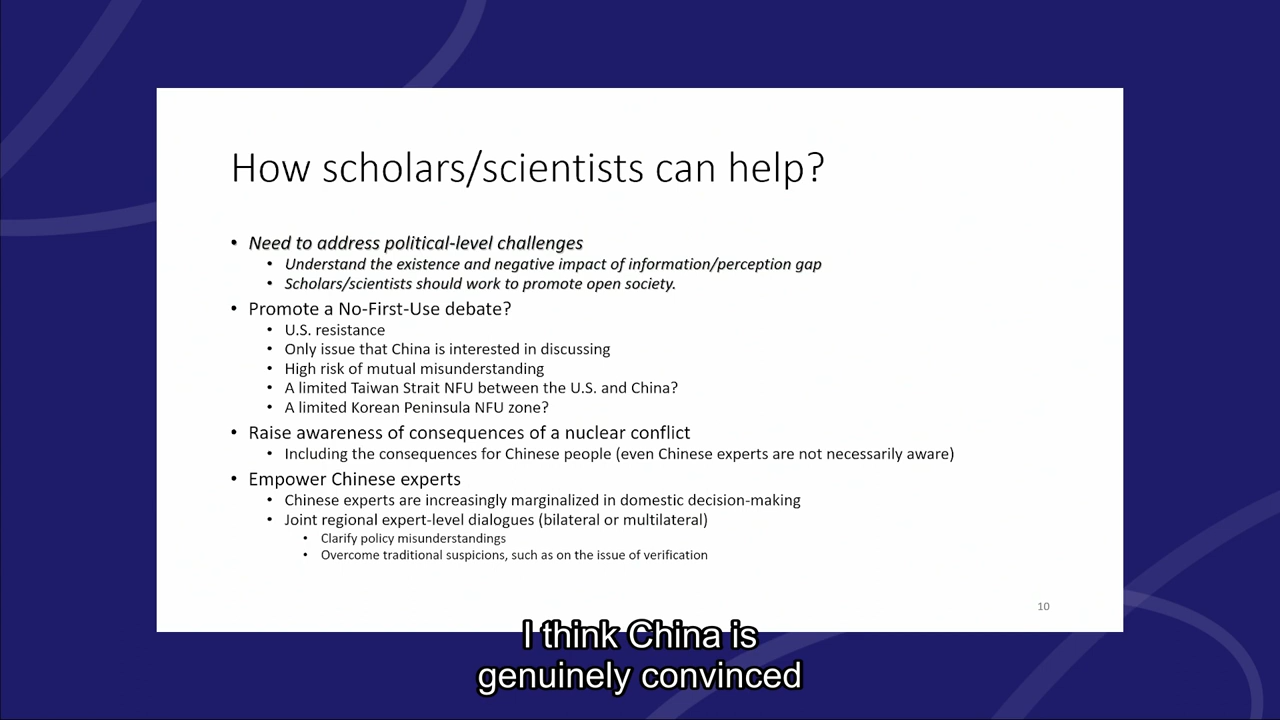 How scholars/scientists can help?
• Need to address political-level challenges
• Understand the existence and negative impact of information/perception gap
• Scholars/scientists should work to promote open society.
• Promote a No-First-Use debate?
• U.S. resistance
• Only issue that China is interested in discussing
• High risk of mutual misunderstanding
• A limited Taiwan Strait NFU between the U.S. and China?
• A limited Korean Peninsula NFU zone?
• Raise awareness of consequences of a nuclear conflict
• Including the consequences for Chinese people (even Chinese experts are not necessarily aware)
• Empower Chinese experts
• Chinese experts are increasingly marginalized in domestic decision-making
• Joint regional expert-level dialogues (bilateral or multilateral)
• Clarify policy misunderstandings
• Overcome traditional suspicions, such as on the issue of verification
10
I think China is
genuinely convinced